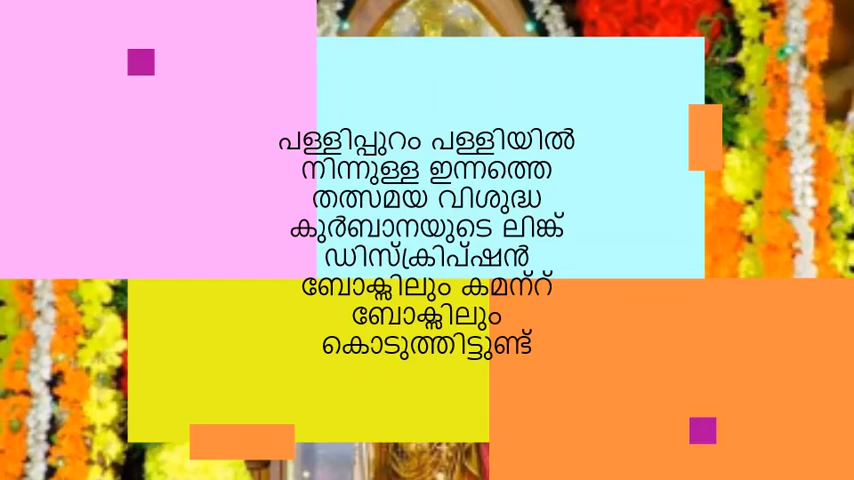 പള്ളിപ്പുറം പള്ളിയിൽ
നിന്നുള്ള ഇന്നത്തെ
തത്സമയ വിശുദ്ധ
കുർബാനയുടെ ലിങ്ക്
ഡിസ്ക്രിപ്ഷൻ
ബോക്സിലും കമന്റ്
ബോക്സിലും
കൊടുത്തിട്ടുണ്ട്